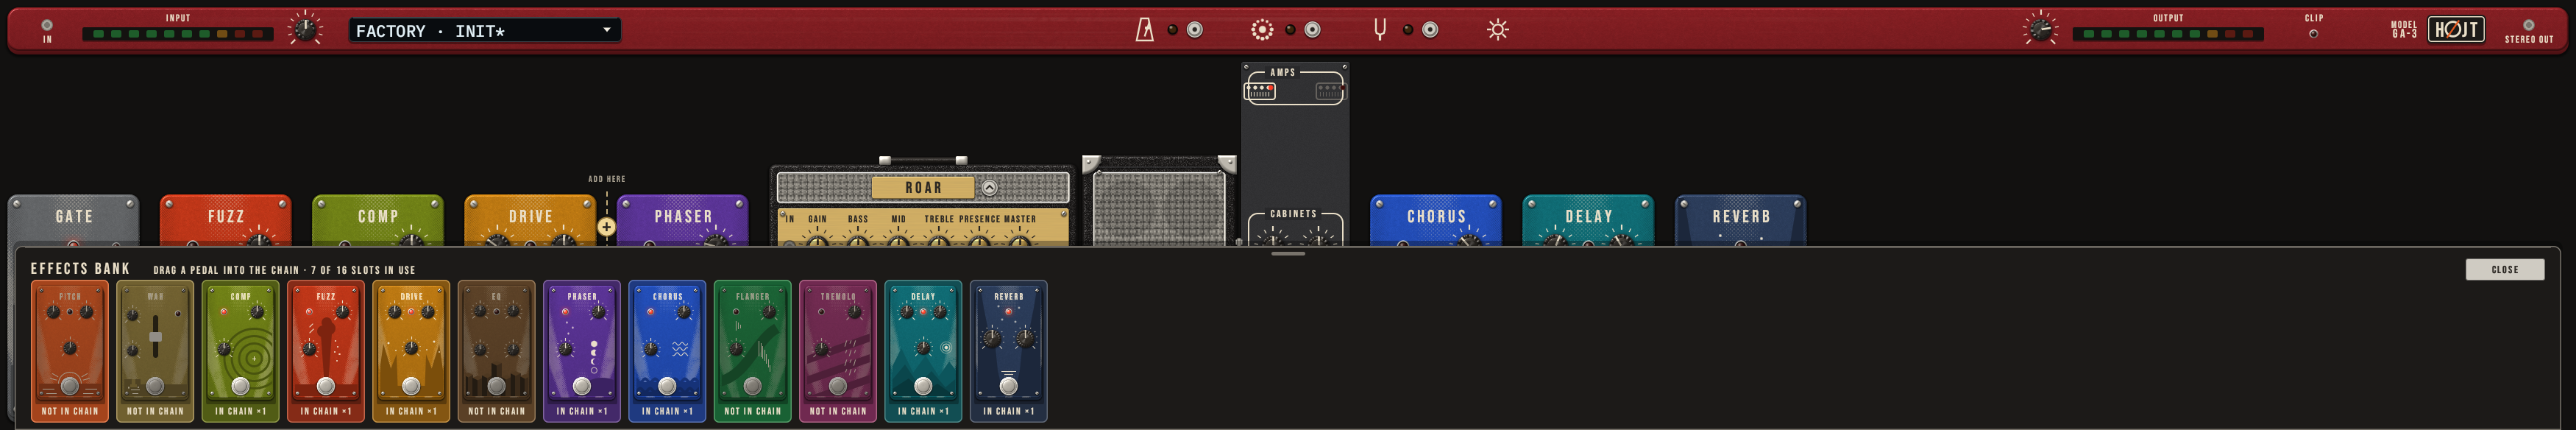 INPUT
IN
FACTORY · INIT*
OUTPUT
CLIP
MODEL
GA-3
HØJT
STEREO OUT
AMPS
ADD HERE
GATE
FUZZ
COMP
DRIVE
PHASER
ROAR
IN GAIN BASS MID TREBLE PRESENCE MASTER
CABINETS
CHORUS
DELAY
REVERB
EFFECTS BANK
DRAG A PEDAL INTO THE CHAIN · 7 OF 16 SLOTS IN USE
CLOSE
PITCH
WAH
COMP
FUZZ
DRIVE
EQ
PHASER
CHORUS
FLANGER
TREMOLO
DELAY
REVERB
NOT IN CHAIN
NOT IN CHAIN
IN CHAIN ×1
IN CHAIN ×1
IN CHAIN ×1
NOT IN CHAIN
IN CHAIN ×1
IN CHAIN ×1
NOT IN CHAIN
NOT IN CHAIN
IN CHAIN ×1
IN CHAIN ×1